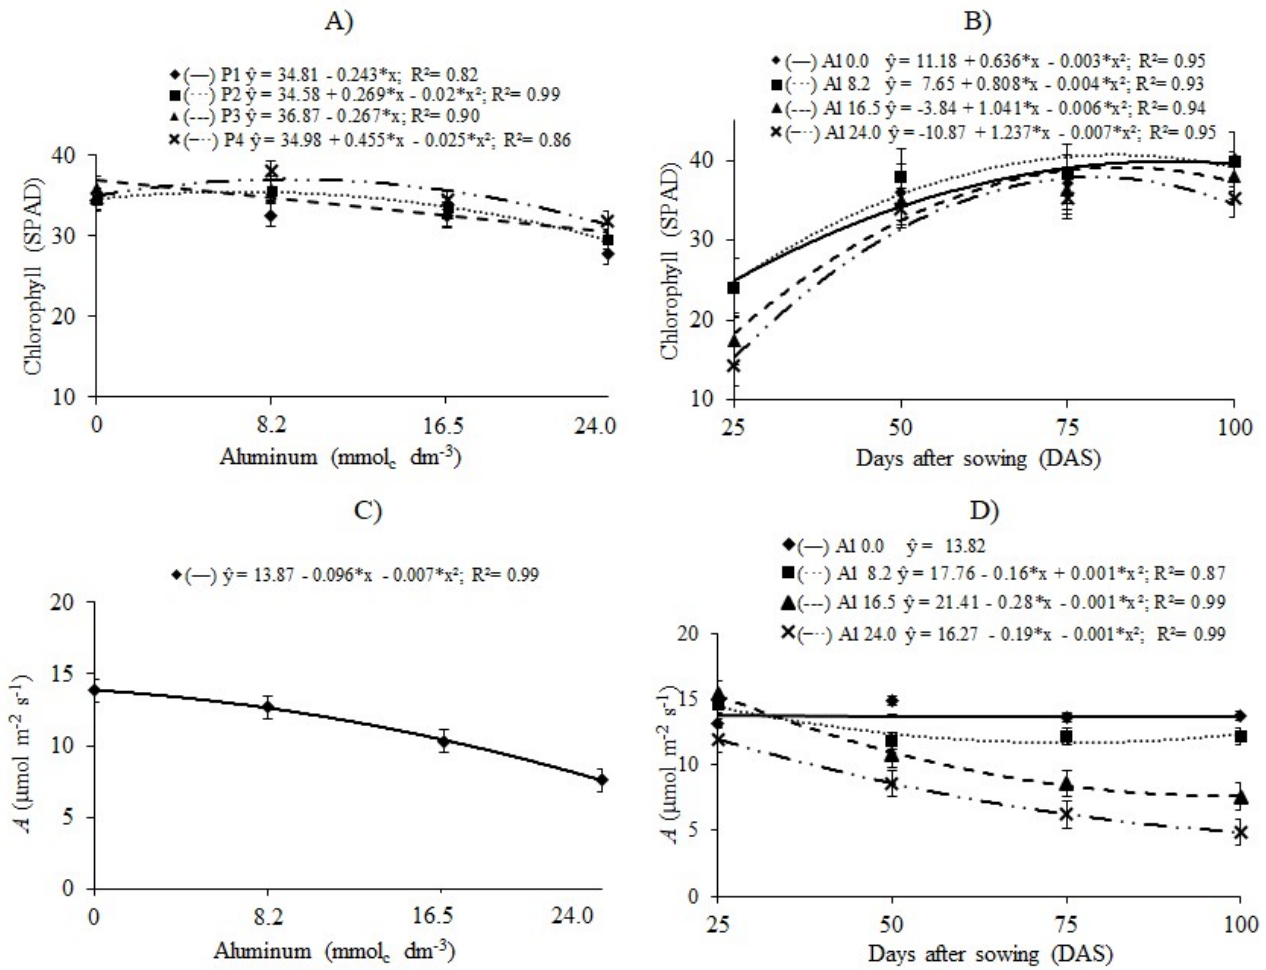 A)
◆(—) P1 ŷ = 34.81 - 0.243*x; R²= 0.82
■(···) P2 ŷ = 34.58 + 0.269*x - 0.02*x²; R²= 0.99
▲(---) P3 ŷ = 36.87 - 0.267*x; R²= 0.90
✕(—··) P4 ŷ = 34.98 + 0.455*x - 0.025*x²; R²= 0.86
Chlorophyll (SPAD)
40
30
20
10
0 8.2 16.5 24.0
Aluminum (mmolc dm-3)
B)
◆(—) Al 0.0 ŷ = 11.18 + 0.636*x - 0.003*x²; R²= 0.95
■(····) Al 8.2 ŷ = 7.65 + 0.808*x - 0.004*x²; R²= 0.93
▲(---) Al 16.5 ŷ = -3.84 + 1.041*x - 0.006*x²; R²= 0.94
✕(—··) Al 24.0 ŷ = -10.87 + 1.237*x - 0.007*x²; R²= 0.95
Chlorophyll (SPAD)
40
30
20
10
25 50 75 100
Days after sowing (DAS)
C)
◆(—) ŷ = 13.87 - 0.096*x - 0.007*x²; R²= 0.99
A (µmol m-2 s-1)
20
15
10
5
0
0 8.2 16.5 24.0
Aluminum (mmolc dm-3)
D)
◆(—) Al 0.0 ŷ = 13.82
■(····) Al 8.2 ŷ = 17.76 - 0.16*x + 0.001*x²; R²= 0.87
▲(---) Al 16.5 ŷ = 21.41 - 0.28*x - 0.001*x²; R²= 0.99
✕(—··) Al 24.0 ŷ = 16.27 - 0.19*x - 0.001*x²; R²= 0.99
A (µmol m-2 s-1)
20
15
10
5
0
25 50 75 100
Days after sowing (DAS)